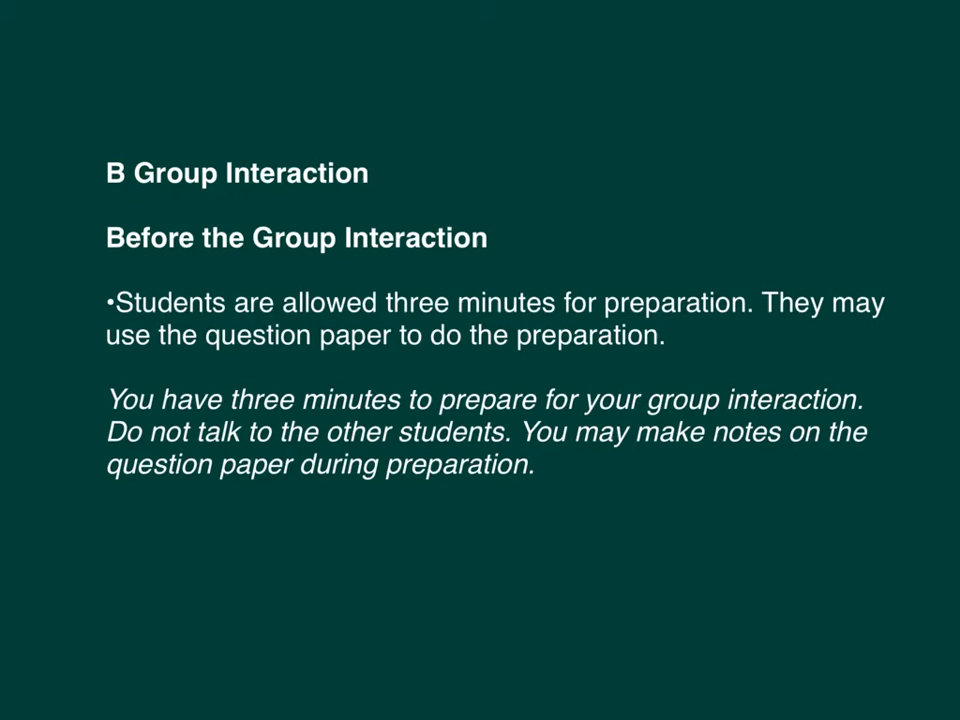 B Group Interaction
Before the Group Interaction
•Students are allowed three minutes for preparation. They may
use the question paper to do the preparation.
You have three minutes to prepare for your group interaction.
Do not talk to the other students. You may make notes on the
question paper during preparation.